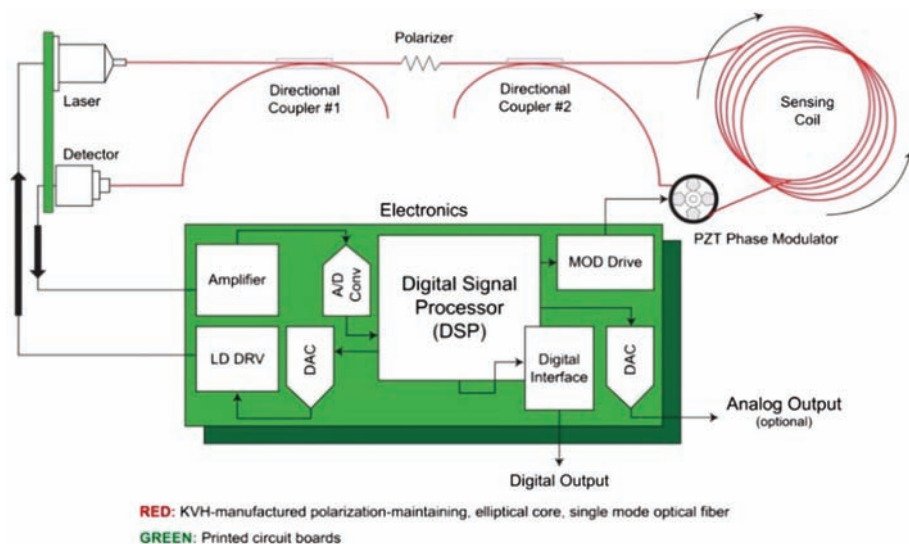 Polarizer
Laser
Directional
Coupler #1
Directional
Coupler #2
Sensing
Coil
Detector
PZT Phase Modulator
Electronics
Amplifier
A/D
Conv
Digital Signal
Processor
(DSP)
MOD Drive
LD DRV
DAC
Digital
Interface
DAC
Analog Output
(optional)
Digital Output
RED: KVH-manufactured polarization-maintaining, elliptical core, single mode optical fiber
GREEN: Printed circuit boards